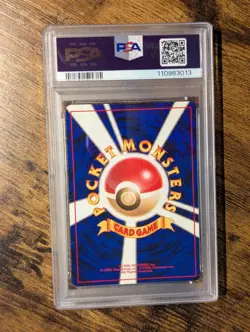 PSA
110983013
POCKET MONSTERS
CARD GAME